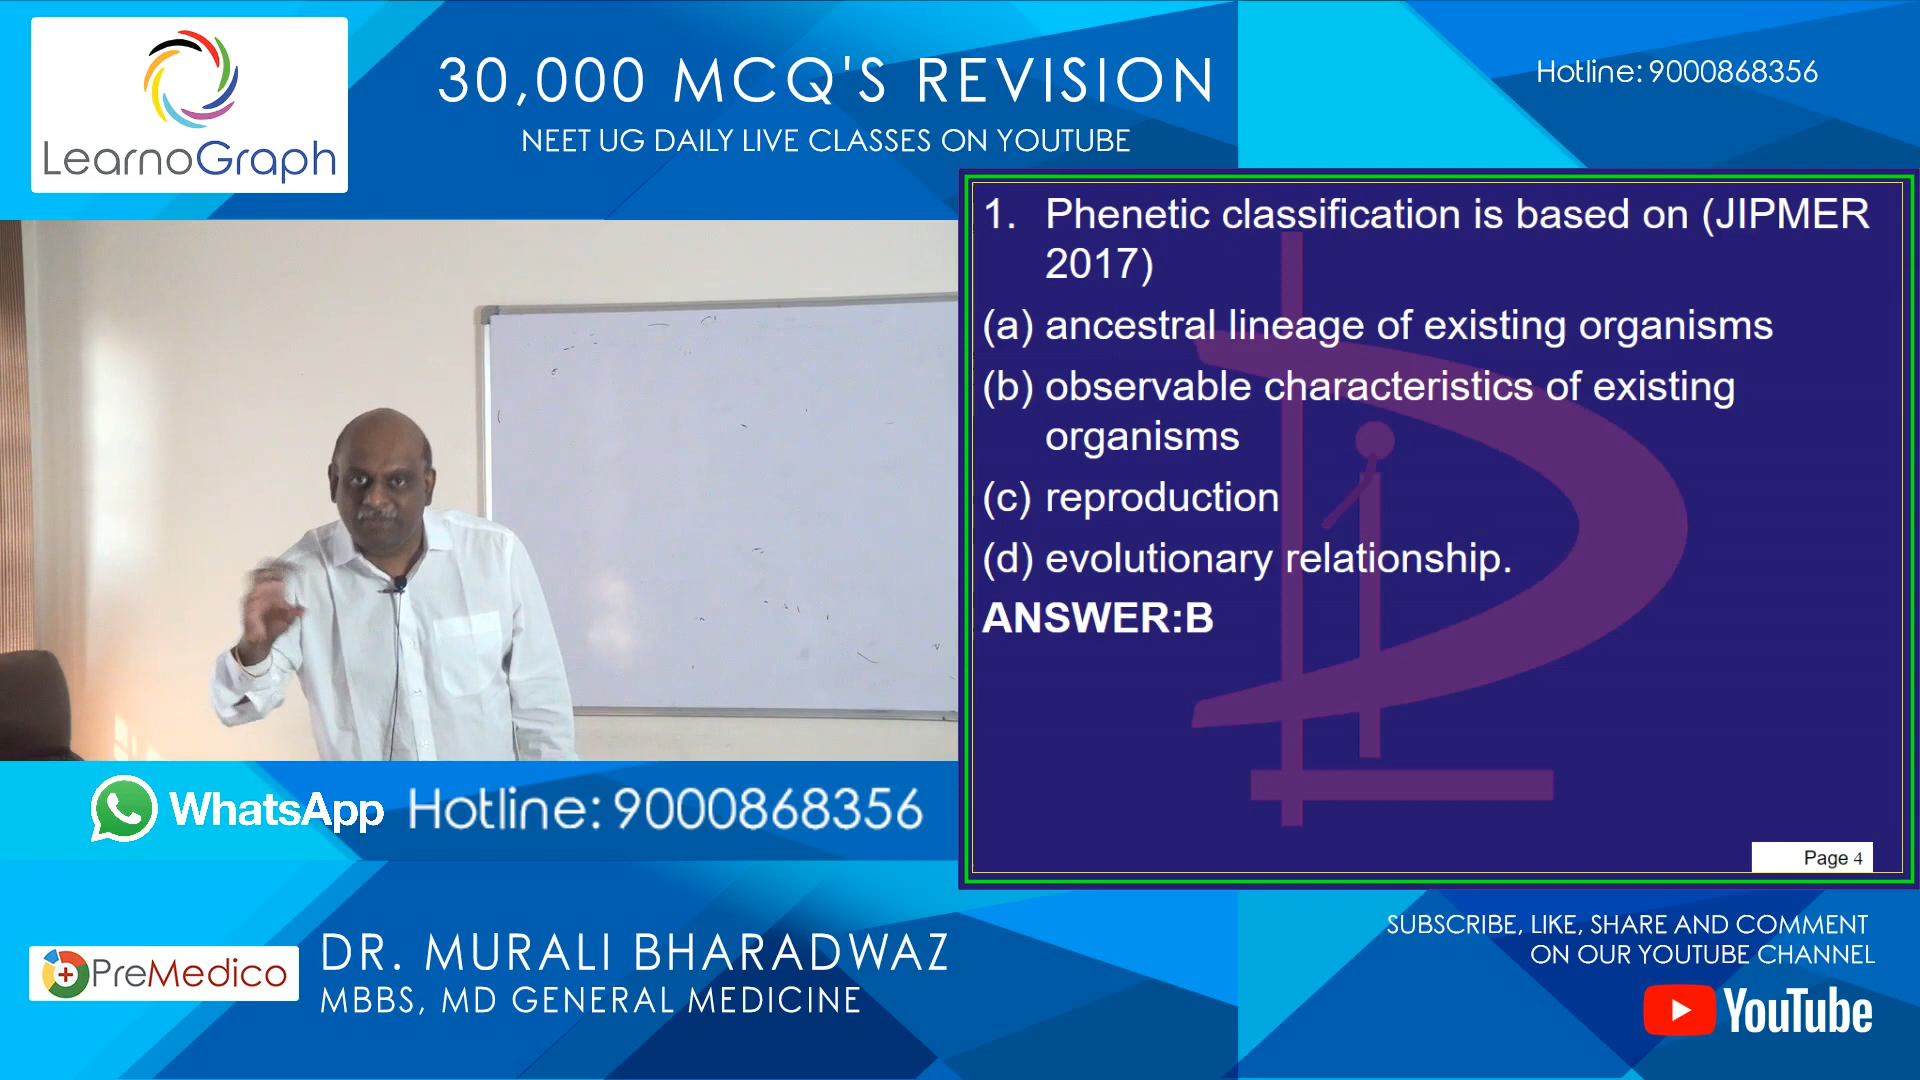 LearnoGraph
30,000 MCQ'S REVISION
NEET UG DAILY LIVE CLASSES ON YOUTUBE
Hotline: 9000868356
1. Phenetic classification is based on (JIPMER
2017)
(a) ancestral lineage of existing organisms
(b) observable characteristics of existing
organisms
(c) reproduction
(d) evolutionary relationship.
ANSWER:B
Page 4
WhatsApp Hotline: 9000868356
PreMedico
DR. MURALI BHARADWAZ
MBBS, MD GENERAL MEDICINE
SUBSCRIBE, LIKE, SHARE AND COMMENT
ON OUR YOUTUBE CHANNEL
YouTube